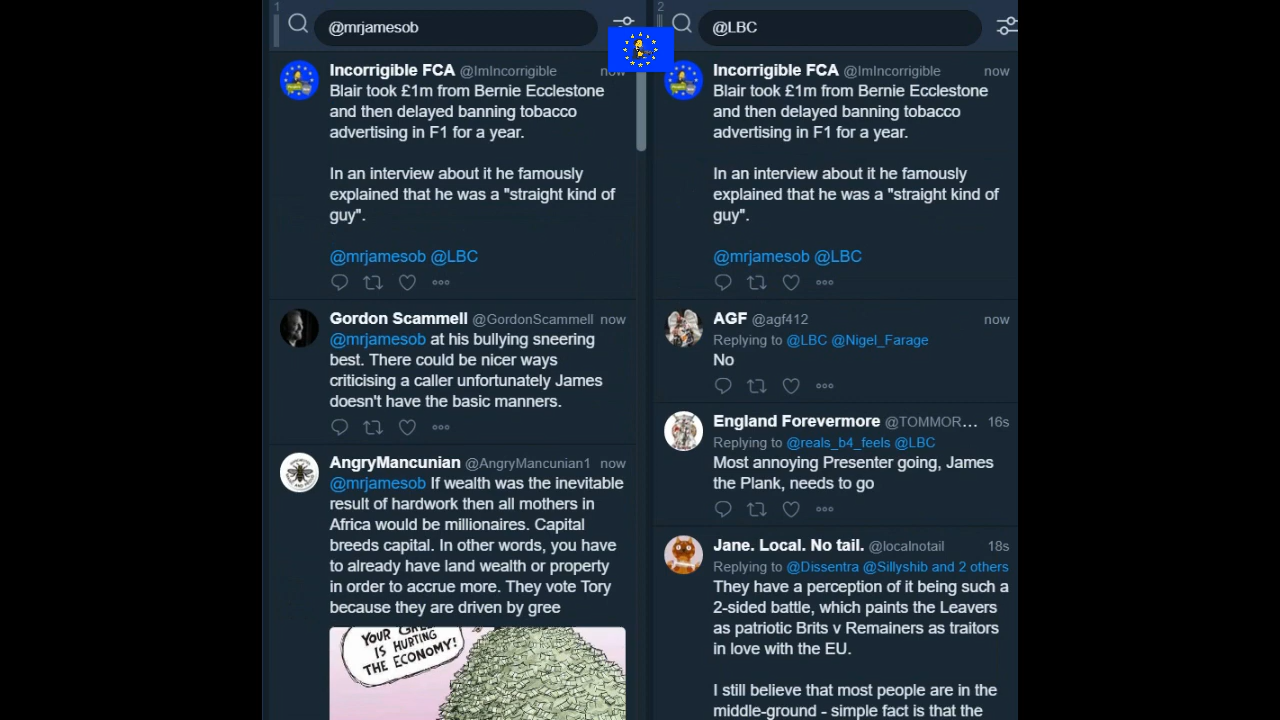 1
@mrjamesob
Incorrigible FCA @ImIncorrigible now
Blair took £1m from Bernie Ecclestone
and then delayed banning tobacco
advertising in F1 for a year.
In an interview about it he famously
explained that he was a "straight kind of
guy".
@mrjamesob @LBC
Gordon Scammell @GordonScammell now
@mrjamesob at his bullying sneering
best. There could be nicer ways
criticising a caller unfortunately James
doesn't have the basic manners.
AngryMancunian @AngryMancunian1 now
@mrjamesob If wealth was the inevitable
result of hardwork then all mothers in
Africa would be millionaires. Capital
breeds capital. In other words, you have
to already have land wealth or property
in order to accrue more. They vote Tory
because they are driven by gree
YOUR
IS HURTING
THE ECONOMY!
2
@LBC
Incorrigible FCA @ImIncorrigible now
Blair took £1m from Bernie Ecclestone
and then delayed banning tobacco
advertising in F1 for a year.
In an interview about it he famously
explained that he was a "straight kind of
guy".
@mrjamesob @LBC
AGF @agf412 now
Replying to @LBC @Nigel_Farage
No
England Forevermore @TOMMOR... 16s
Replying to @reals_b4_feels @LBC
Most annoying Presenter going, James
the Plank, needs to go
Jane. Local. No tail. @localnotail 18s
Replying to @Dissentra @Sillyshib and 2 others
They have a perception of it being such a
2-sided battle, which paints the Leavers
as patriotic Brits v Remainers as traitors
in love with the EU.
I still believe that most people are in the
middle-ground - simple fact is that the